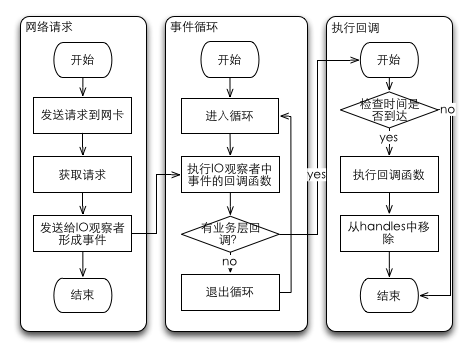 网络请求
开始
发送请求到网卡
获取请求
发送给IO观察者
形成事件
结束
事件循环
开始
进入循环
执行IO观察者中
事件的回调函数
有业务层回
调?
no
退出循环
yes
执行回调
开始
检查时间是
否到达
no
yes
执行回调函数
从handles中移
除
结束